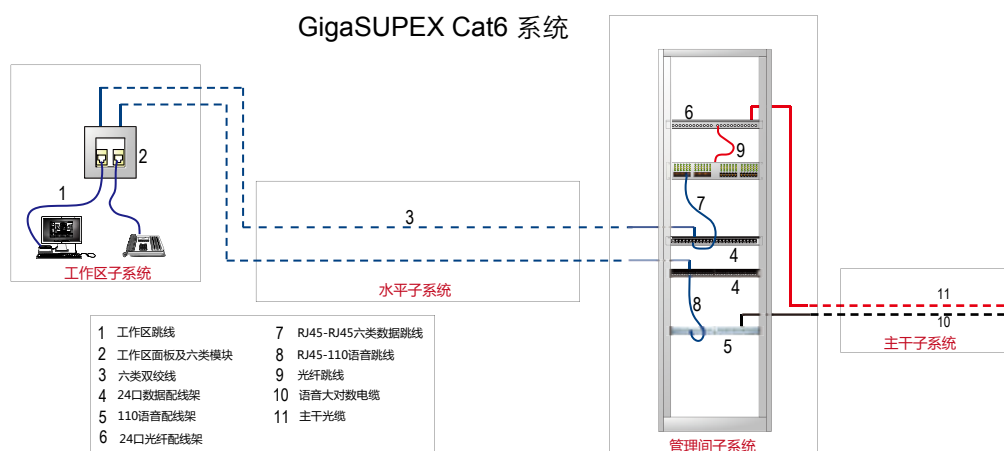 GigaSUPEX Cat6 系统
6
9
2
1
7
3
4
4
工作区子系统
水平子系统
8
11
10
5
主干子系统
1 工作区跳线
2 工作区面板及六类模块
3 六类双绞线
4 24口数据配线架
5 110语音配线架
6 24口光纤配线架
7 RJ45-RJ45六类数据跳线
8 RJ45-110语音跳线
9 光纤跳线
10 语音大对数电缆
11 主干光缆
管理间子系统